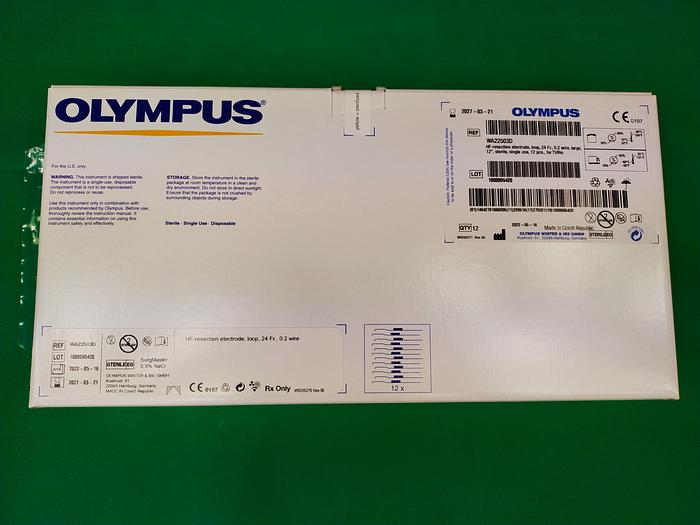 OLYMPUS®
For the U.S. only:
WARNING. This instrument is shipped sterile.
The instrument is a single-use, disposable
component that is not to be reprocessed.
Do not reprocess or reuse.
Use this instrument only in combination with
products recommended by Olympus. Before use,
thoroughly review the instruction manual. It
contains essential information on using this
instrument safely and effectively.
STORAGE. Store the instrument in the sterile
package at room temperature in a clean and
dry environment. Do not store in direct sunlight.
Ensure that the package is not crushed by
surrounding objects during storage.
Sterile · Single Use · Disposable
yellow = sterilized
2027-03-21
OLYMPUS
CE 0197
REF
WA22503D
HF-resection electrode, loop, 24 Fr., 0.2 wire, large,
12°, sterile, single use, 12 pcs., for TURis
LOT
1000095420
QTY 12
2022-05-16
Made in Czech Republic
OLYMPUS WINTER & IBE GMBH
Kuehnstr. 61, 22045 Hamburg, Germany
STERILE EO
REF WA22503D
LOT 1000095420
2022-05-16
2027-03-21
STERILE EO
SurgMaster
0.9% NaCl
OLYMPUS WINTER & IBE GMBH
Kuehnstr. 61
22045 Hamburg, Germany
MADE IN Czech Republic
HF-resection electrode, loop, 24 Fr., 0.2 wire
CE 0197
Rx Only
12 x